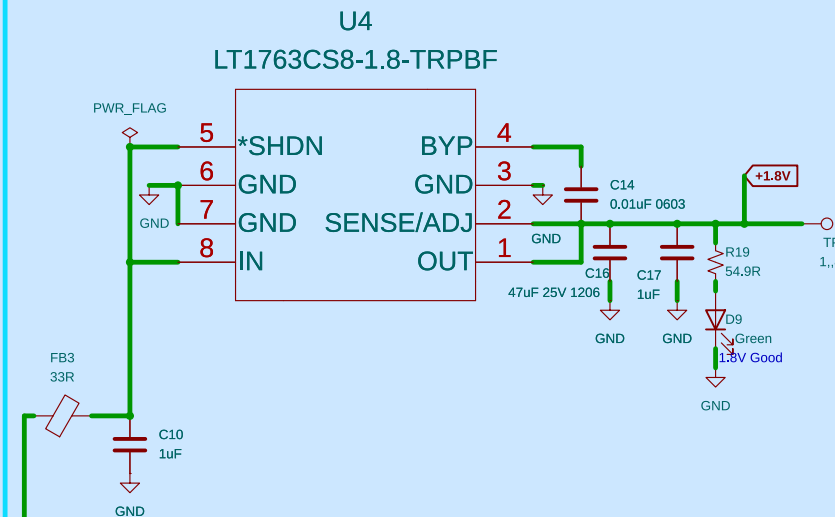 U4
LT1763CS8-1.8-TRPBF
PWR_FLAG
5
*SHDN
BYP
4
6
GND
GND
3
7
GND
SENSE/ADJ
2
8
IN
OUT
1
GND
GND
C14
0.01uF 0603
+1.8V
C16
47uF 25V 1206
GND
C17
1uF
GND
R19
54.9R
D9
Green
1.8V Good
GND
FB3
33R
C10
1uF
GND